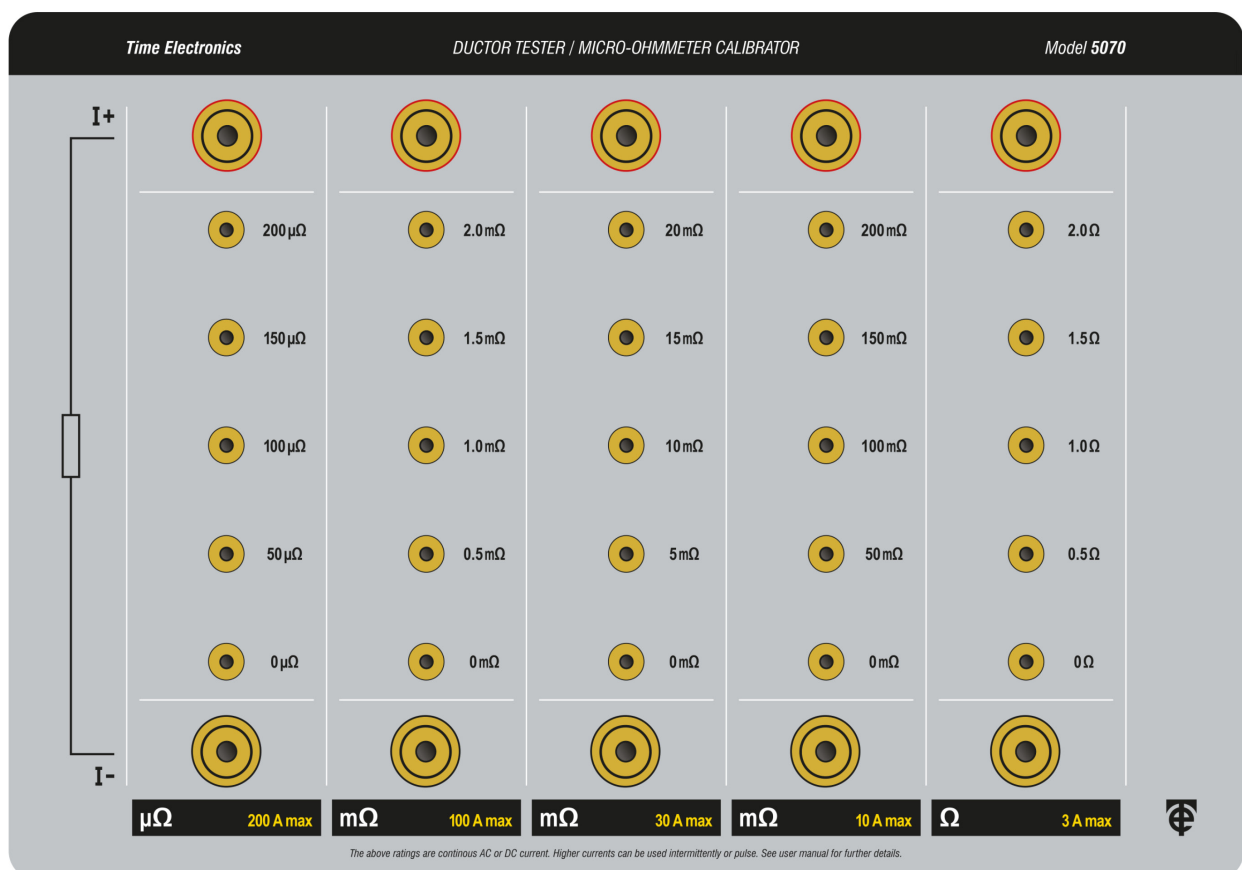 Time Electronics DUCTOR TESTER / MICRO-OHMMETER CALIBRATOR Model 5070
I+
200 µΩ 2.0 mΩ 20 mΩ 200 mΩ 2.0 Ω
150 µΩ 1.5 mΩ 15 mΩ 150 mΩ 1.5 Ω
100 µΩ 1.0 mΩ 10 mΩ 100 mΩ 1.0 Ω
50 µΩ 0.5 mΩ 5 mΩ 50 mΩ 0.5 Ω
0 µΩ 0 mΩ 0 mΩ 0 mΩ 0 Ω
I-
µΩ 200 A max mΩ 100 A max mΩ 30 A max mΩ 10 A max Ω 3 A max
The above ratings are continous AC or DC current. Higher currents can be used intermittently or pulse. See user manual for further details.